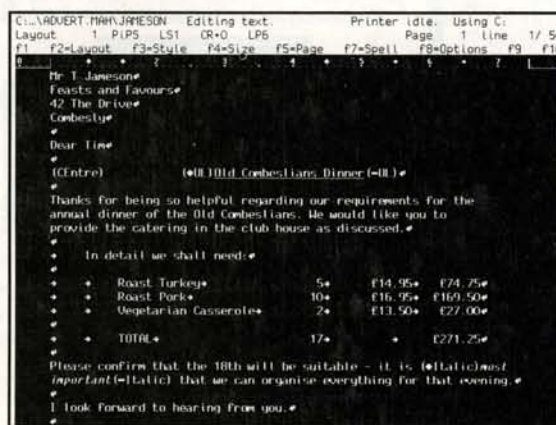 C:…\ADVERT.MAH\JAMESON Editing text. Printer idle. Using C:
Layout 1 PiPS LS1 CR+0 LP6 Page 1 line 1/ 5
f1 f2=Layout f3=Style f4=Size f5=Page f7=Spell f8=Options f9 f10
Mr T Jameson
Feasts and Favours
42 The Drive
Combesly
Dear Tim
(CEntre) (+UL)Old Combeslians Dinner(-UL)
Thanks for being so helpful regarding our requirements for the
annual dinner of the Old Combeslians. We would like you to
provide the catering in the club house as discussed.
In detail we shall need:
Roast Turkey 5 £14.95 £74.75
Roast Pork 10 £16.95 £169.50
Vegetarian Casserole 2 £13.50 £27.00
TOTAL 17 £271.25
Please confirm that the 18th will be suitable - it is (+Italic)most
important(-Italic) that we can organise everything for that evening.
I look forward to hearing from you.